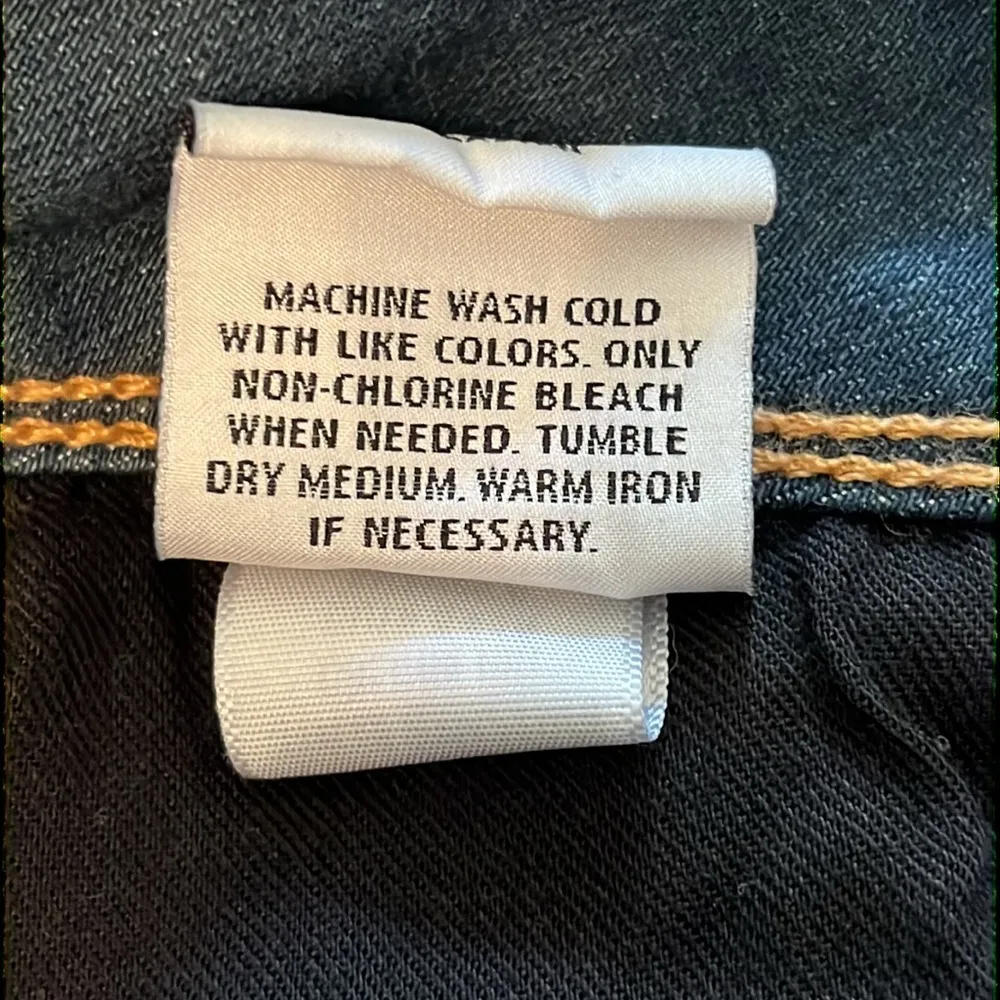 MACHINE WASH COLD
WITH LIKE COLORS. ONLY
NON-CHLORINE BLEACH
WHEN NEEDED. TUMBLE
DRY MEDIUM. WARM IRON
IF NECESSARY.